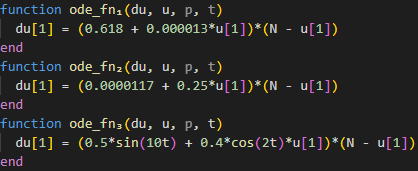 function ode_fn₁(du, u, p, t)
  du[1] = (0.618 + 0.000013*u[1])*(N - u[1])
end
function ode_fn₂(du, u, p, t)
  du[1] = (0.0000117 + 0.25*u[1])*(N - u[1])
end
function ode_fn₃(du, u, p, t)
  du[1] = (0.5*sin(10t) + 0.4*cos(2t)*u[1])*(N - u[1])
end